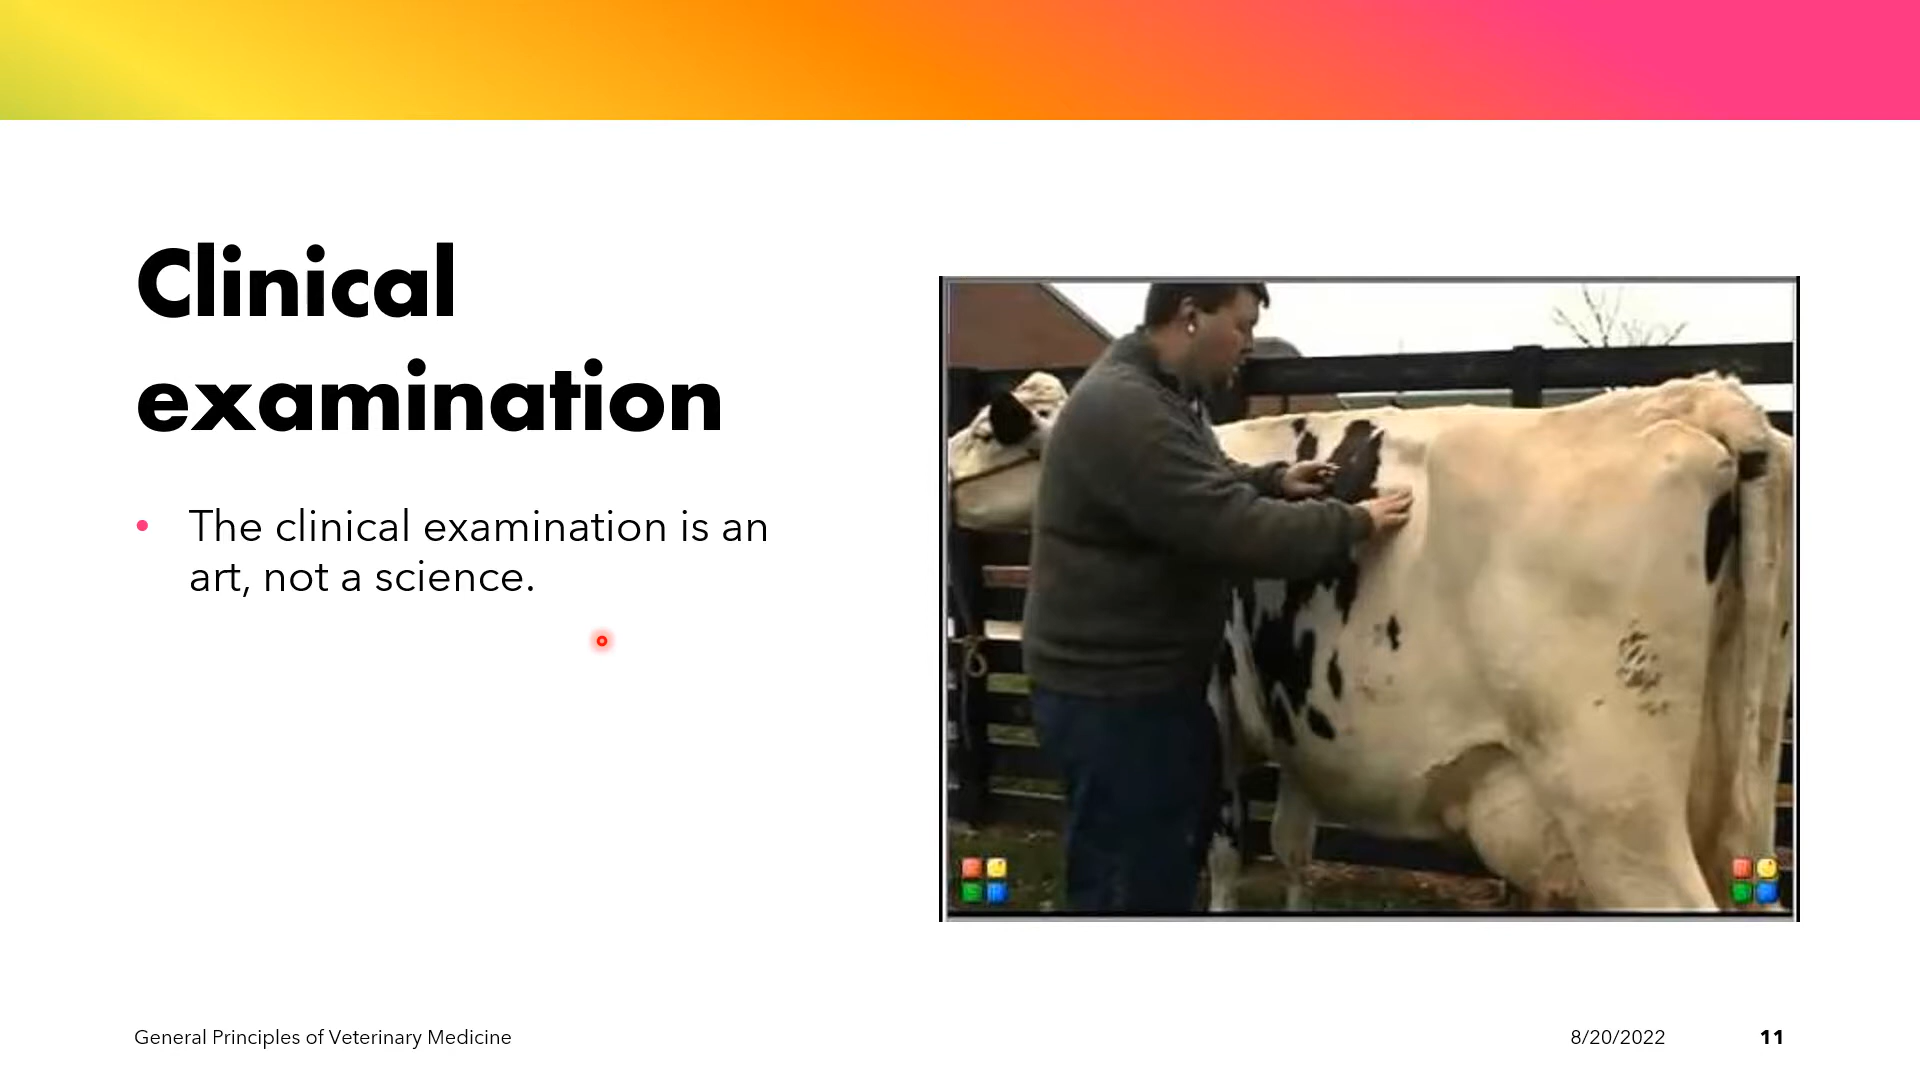 Clinical
examination
• The clinical examination is an
art, not a science.
General Principles of Veterinary Medicine
8/20/2022
11